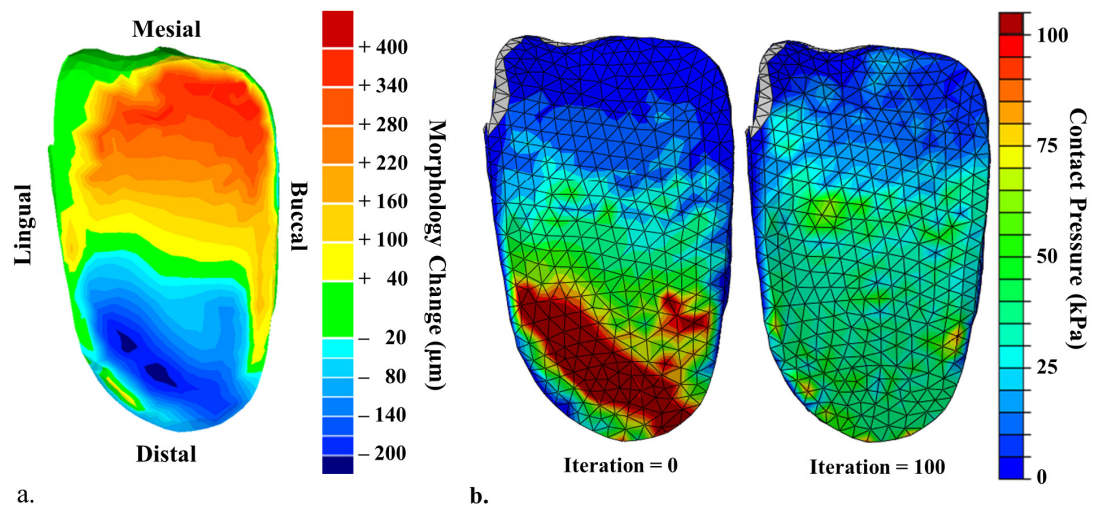 Mesial
Lingual
Buccal
Distal
+ 400
+ 340
+ 280
+ 220
+ 160
+ 100
+ 40
– 20
– 80
– 140
– 200
Morphology Change (μm)
a.
Iteration = 0
Iteration = 100
100
75
50
25
0
Contact Pressure (kPa)
b.